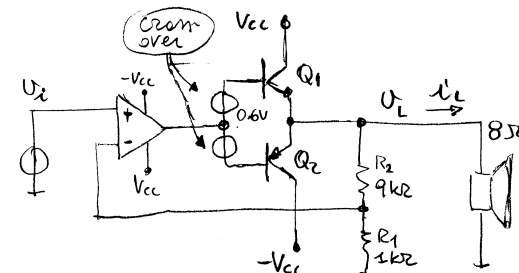 cross
over
Vcc
-Vcc
Q1
vi
+
-
0.6V
vL
iL
8Ω
Vcc
Q2
R2
9kΩ
R1
1kΩ
-Vcc